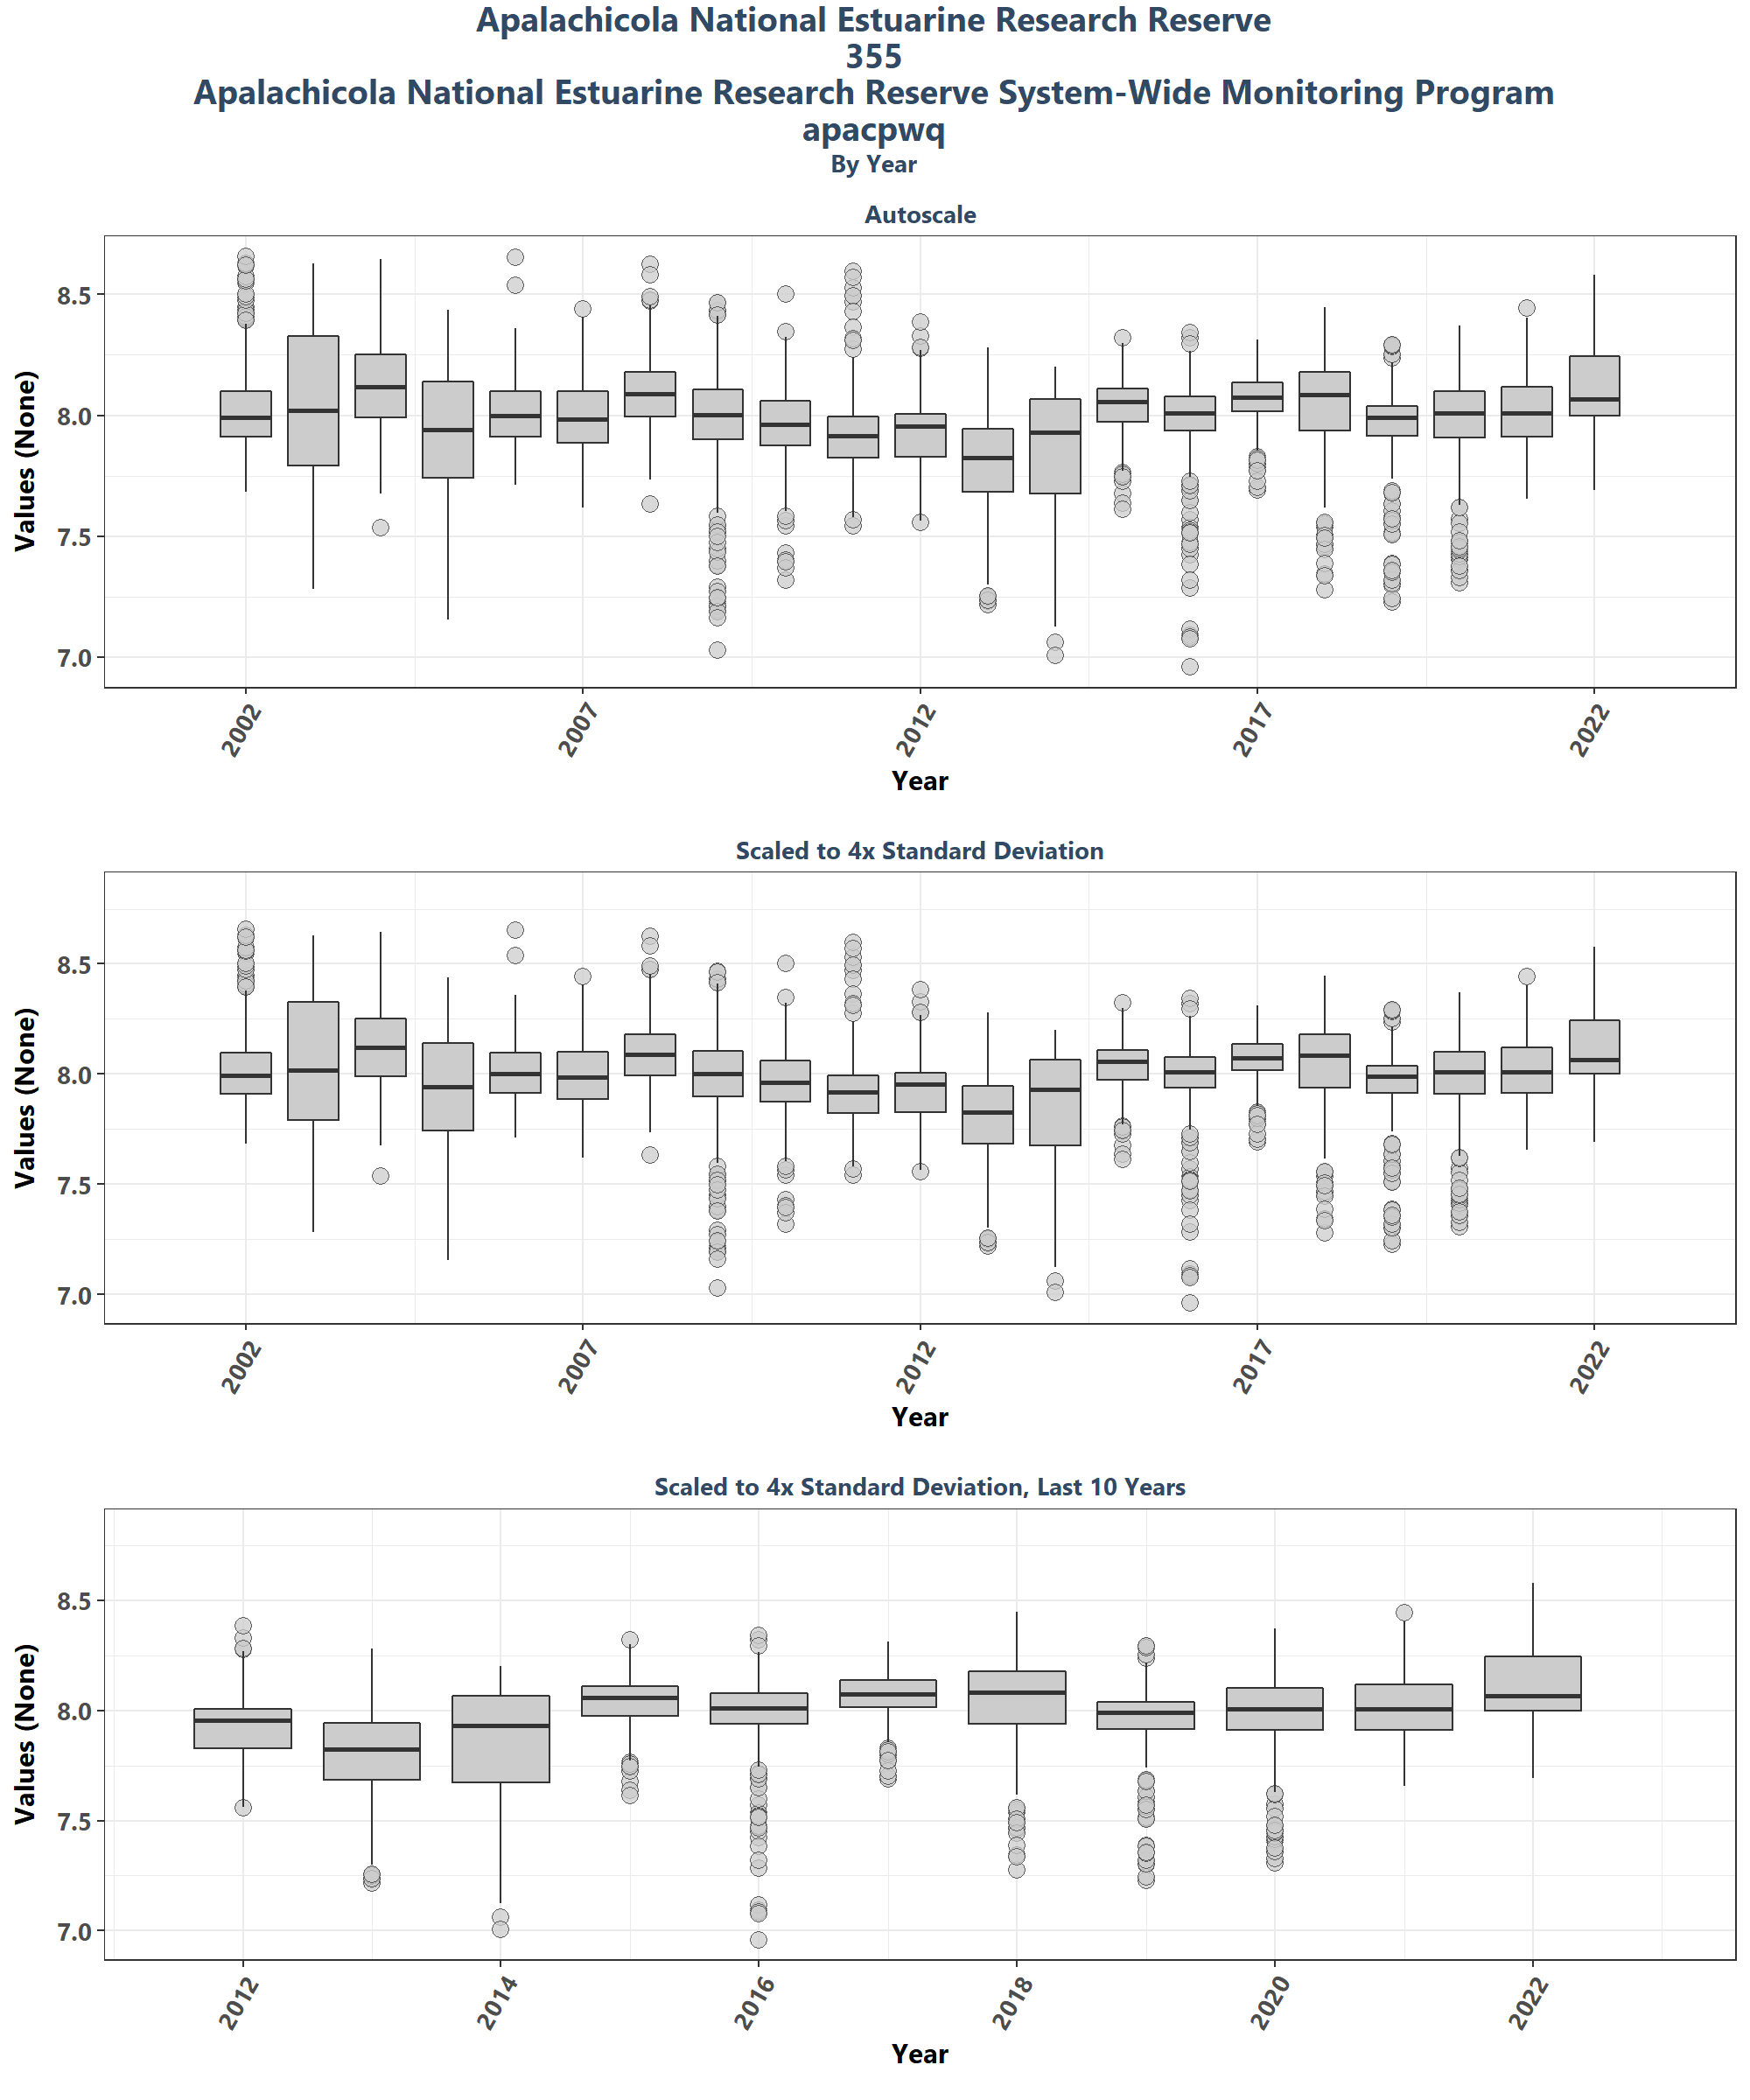 Apalachicola National Estuarine Research Reserve
355
Apalachicola National Estuarine Research Reserve System-Wide Monitoring Program
apacpwq
By Year
Autoscale
Values (None)
8.5
8.0
7.5
7.0
2002
2007
2012
2017
2022
Year
Scaled to 4x Standard Deviation
Values (None)
8.5
8.0
7.5
7.0
2002
2007
2012
2017
2022
Year
Scaled to 4x Standard Deviation, Last 10 Years
Values (None)
8.5
8.0
7.5
7.0
2012
2014
2016
2018
2020
2022
Year